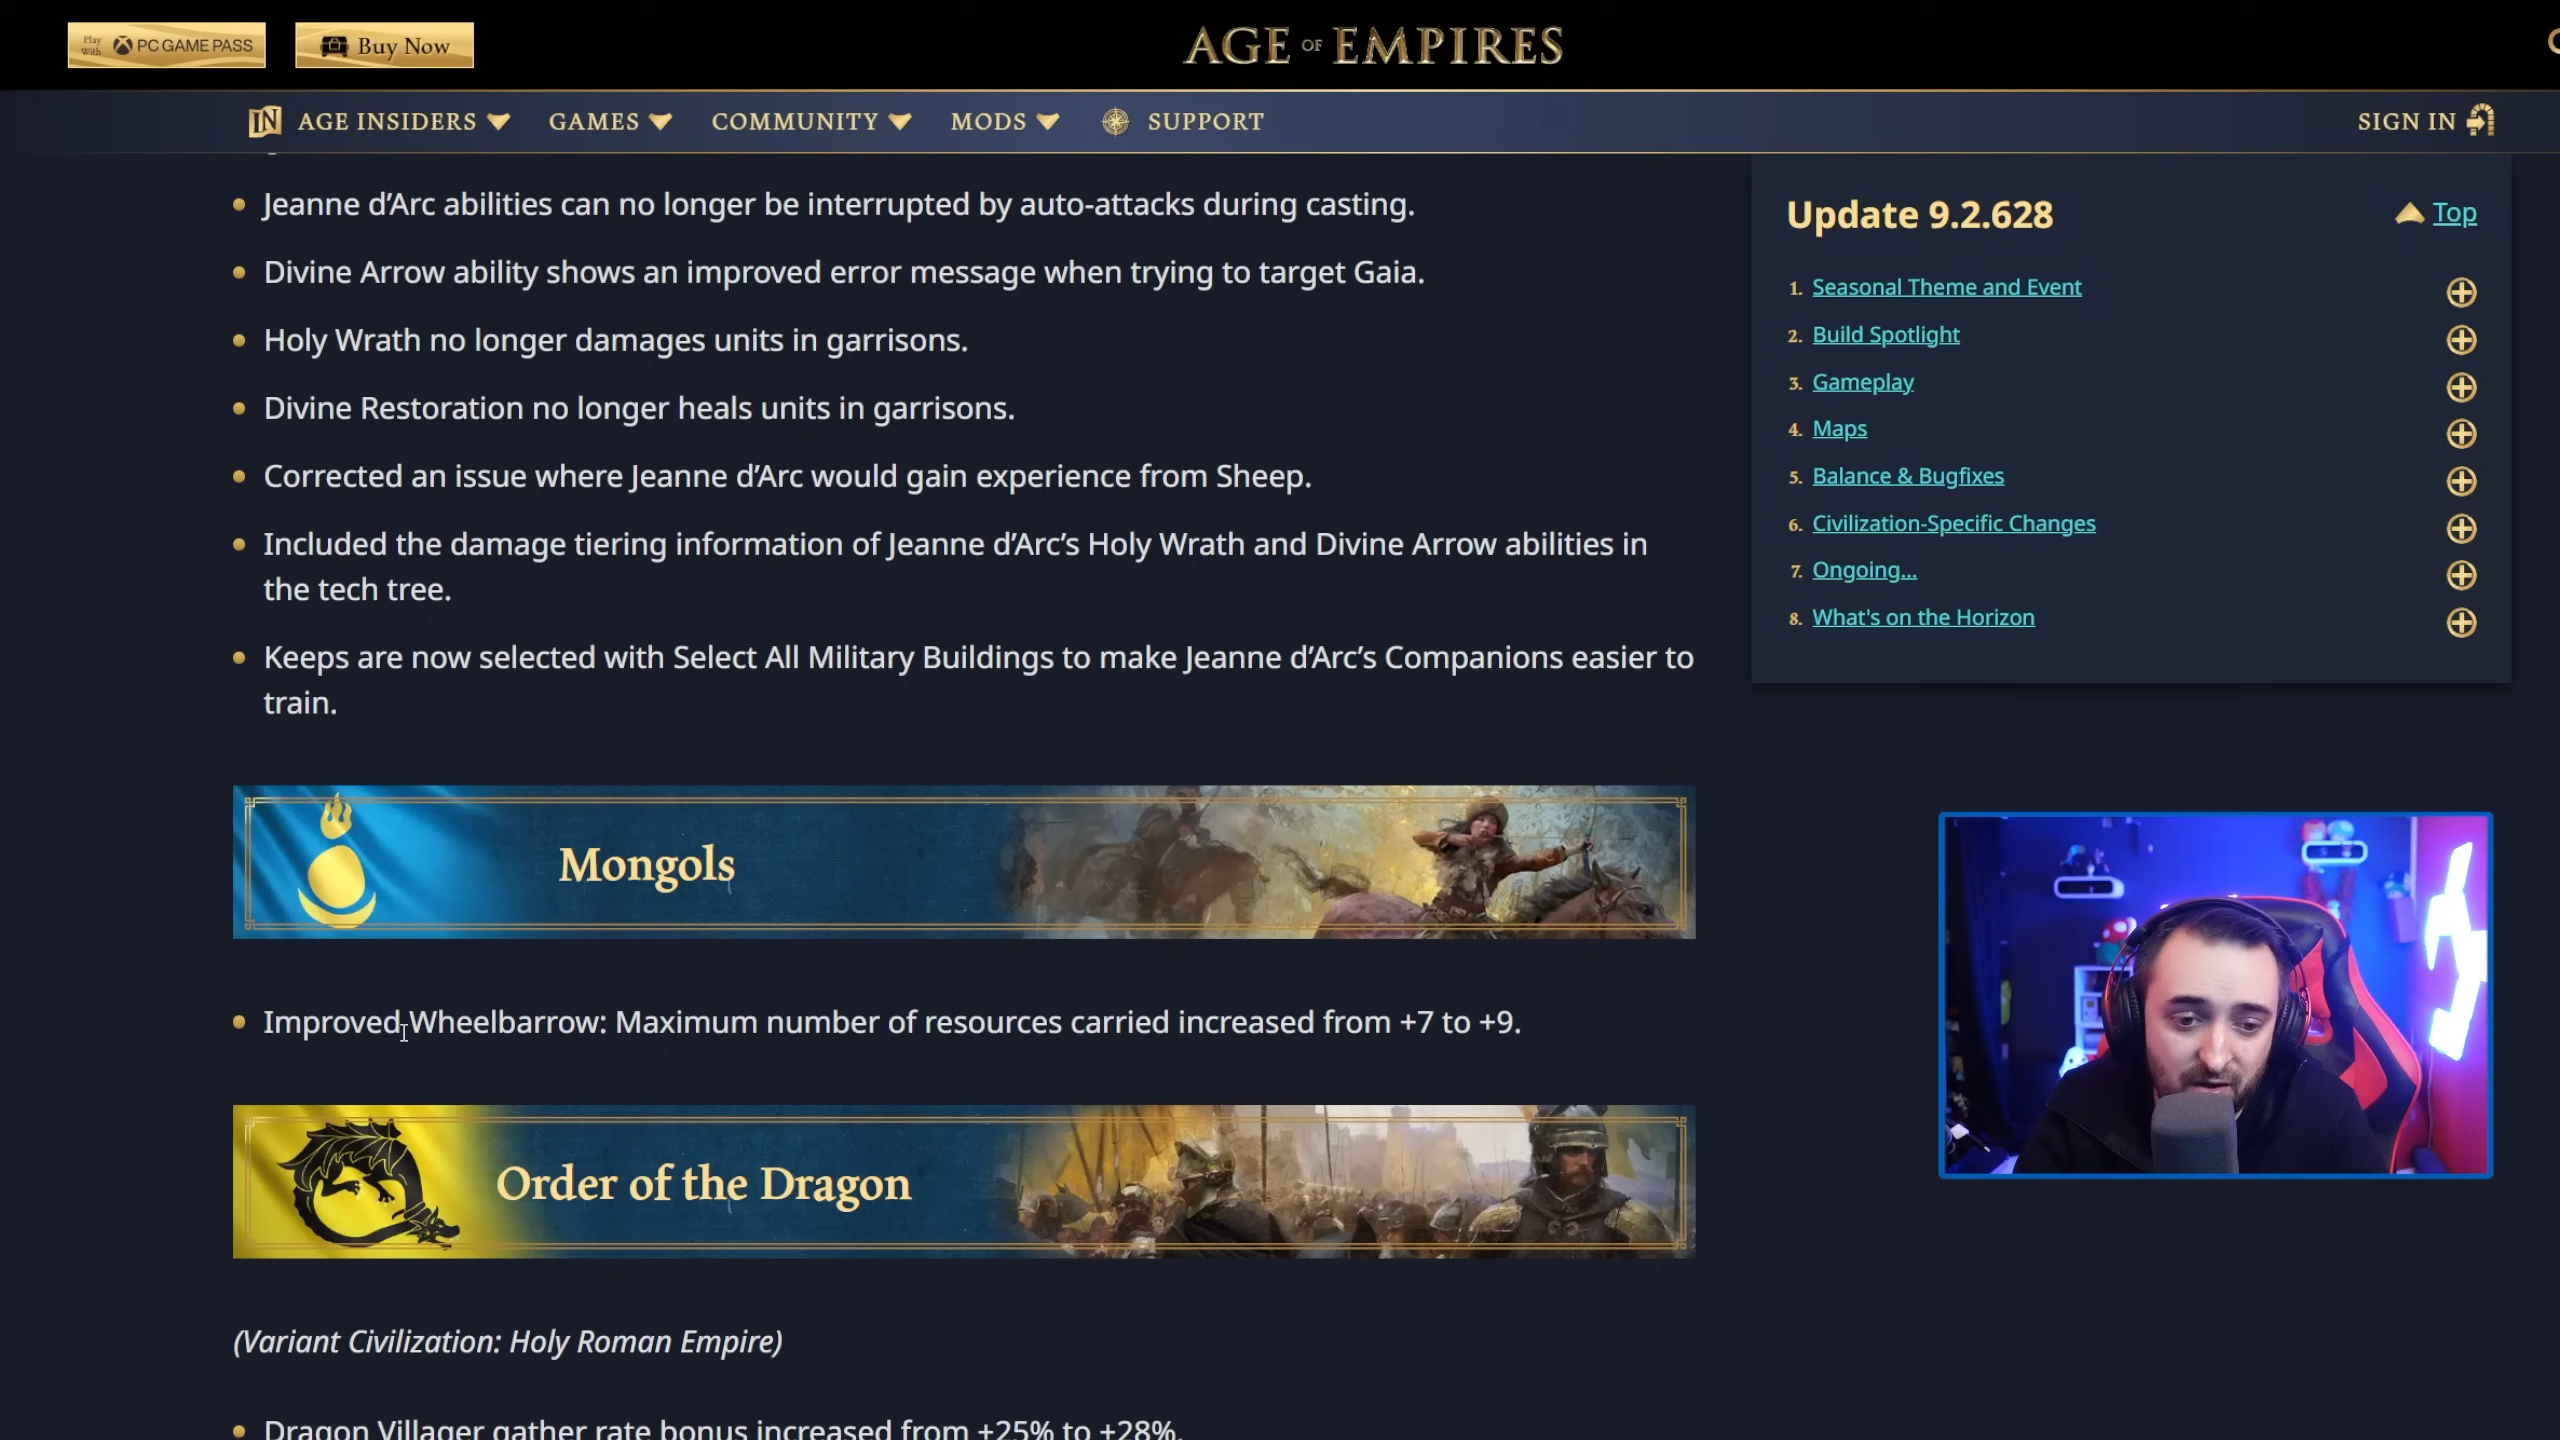 Play With PC GAME PASS
Buy Now
AGE OF EMPIRES
IN AGE INSIDERS
GAMES
COMMUNITY
MODS
SUPPORT
SIGN IN
Jeanne d’Arc abilities can no longer be interrupted by auto-attacks during casting.
Divine Arrow ability shows an improved error message when trying to target Gaia.
Holy Wrath no longer damages units in garrisons.
Divine Restoration no longer heals units in garrisons.
Corrected an issue where Jeanne d’Arc would gain experience from Sheep.
Included the damage tiering information of Jeanne d’Arc’s Holy Wrath and Divine Arrow abilities in
the tech tree.
Keeps are now selected with Select All Military Buildings to make Jeanne d’Arc’s Companions easier to
train.
Mongols
Improved Wheelbarrow: Maximum number of resources carried increased from +7 to +9.
Order of the Dragon
(Variant Civilization: Holy Roman Empire)
Dragon Villager gather rate bonus increased from +25% to +28%.
Update 9.2.628
Top
1. Seasonal Theme and Event
2. Build Spotlight
3. Gameplay
4. Maps
5. Balance & Bugfixes
6. Civilization-Specific Changes
7. Ongoing...
8. What's on the Horizon